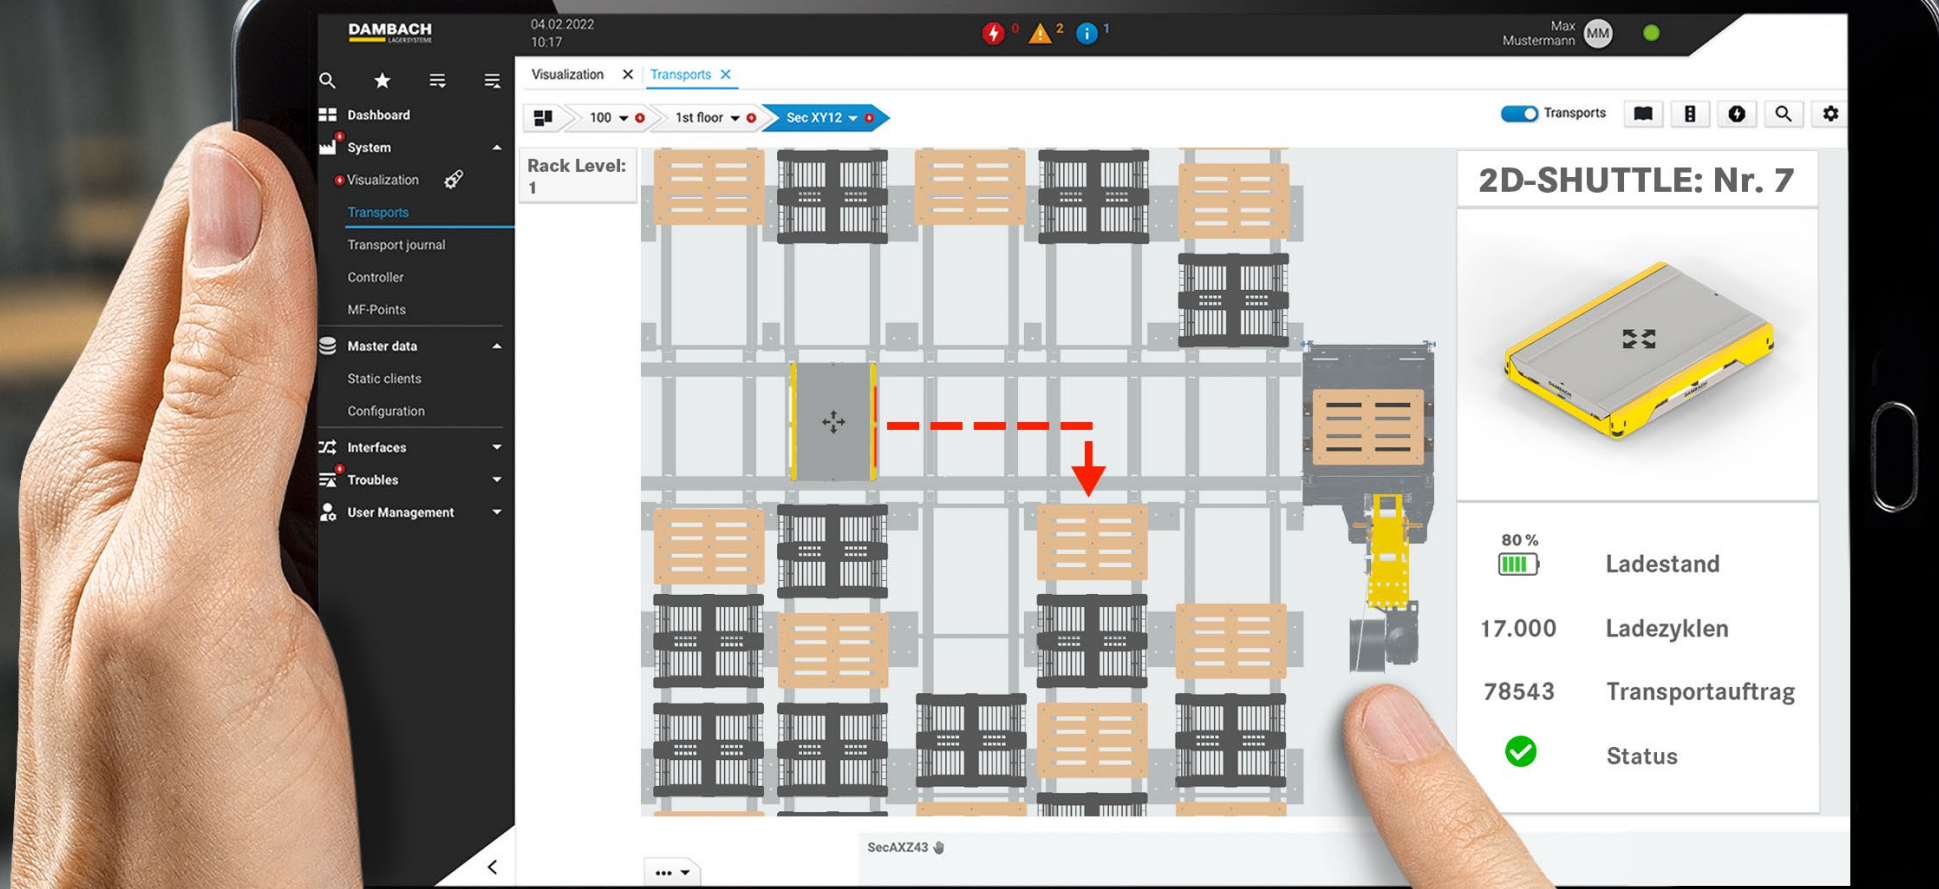 DAMBACH
LAGERSYSTEME
04.02.2022
10:17
0
2
1
Max
Mustermann
MM
Visualization
Transports
100
1st floor
Sec XY12
Transports
Dashboard
System
Visualization
Transports
Transport journal
Controller
MF-Points
Master data
Static clients
Configuration
Interfaces
Troubles
User Management
Rack Level:
1
2D-SHUTTLE: Nr. 7
DAMBACH
DAMBACH
80 %
Ladestand
17.000 Ladezyklen
78543 Transportauftrag
Status
SecAXZ43